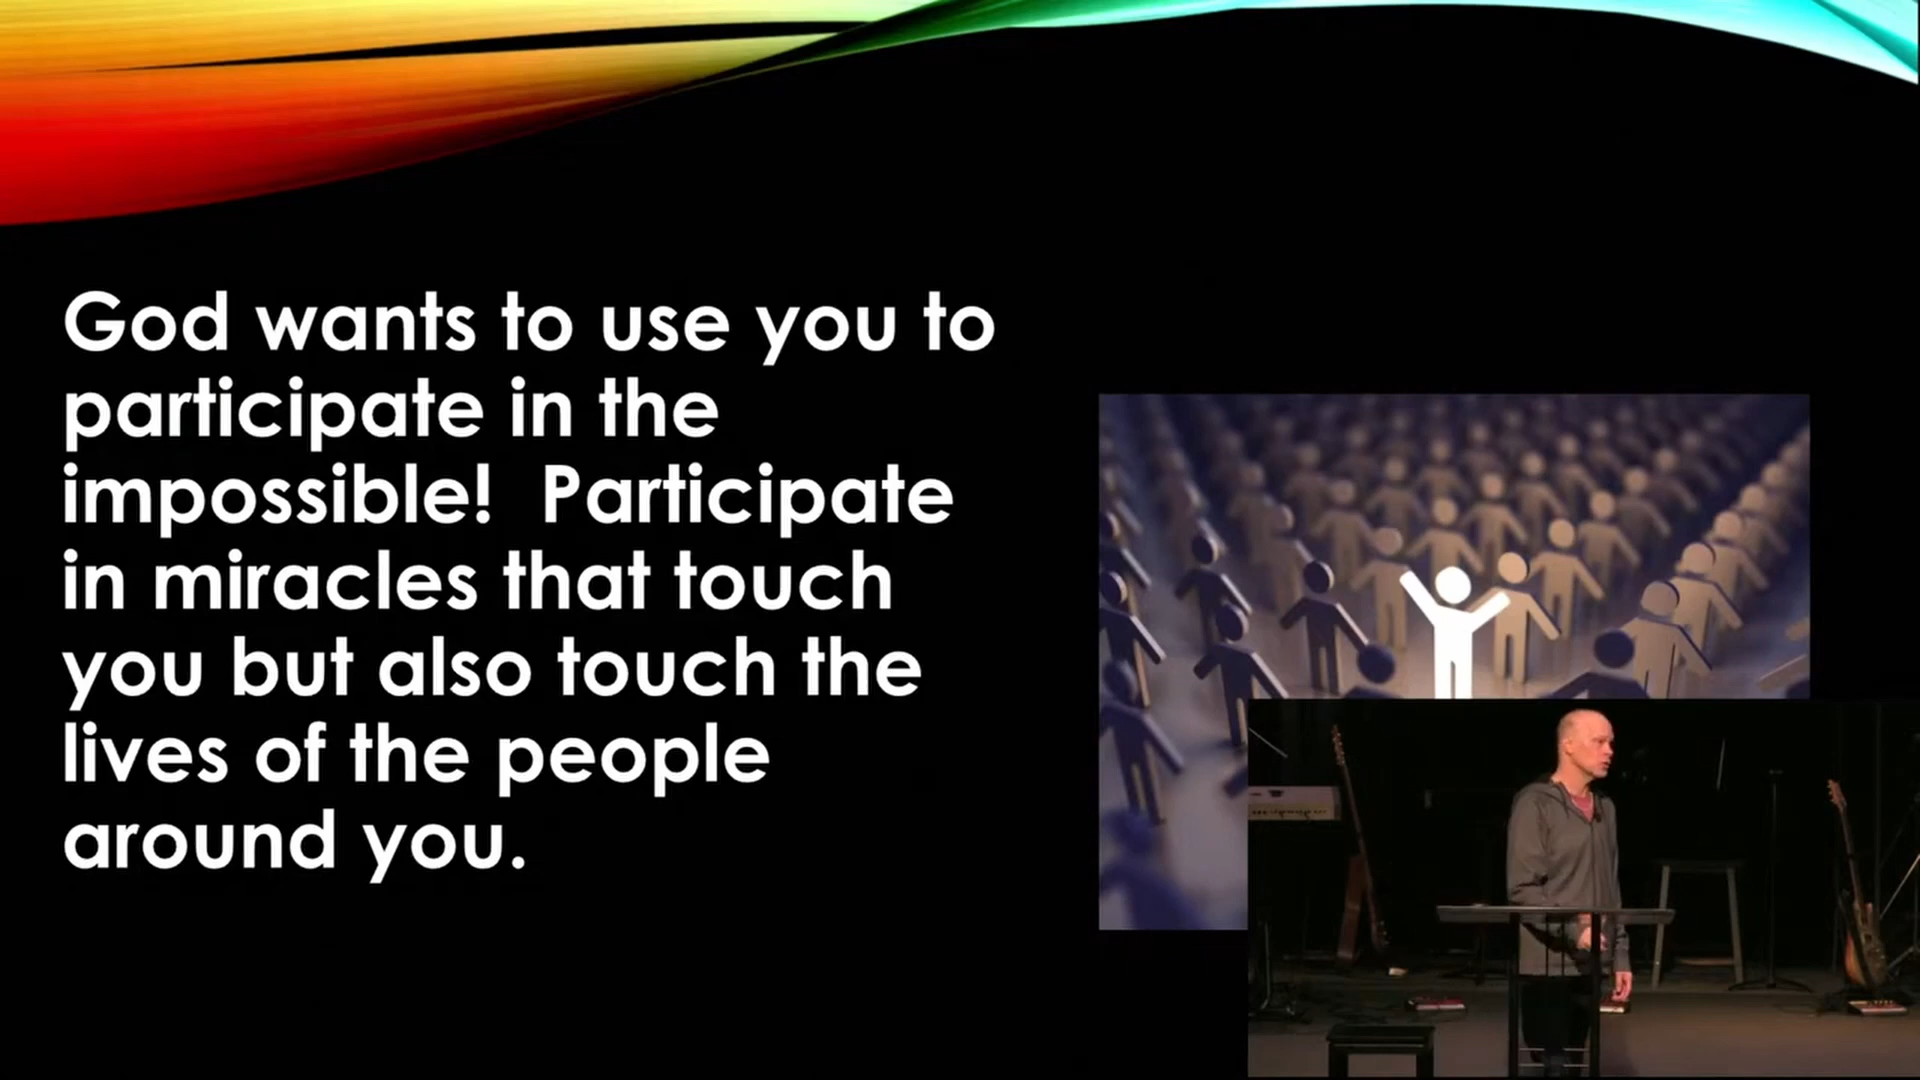 God wants to use you to
participate in the
impossible!  Participate
in miracles that touch
you but also touch the
lives of the people
around you.